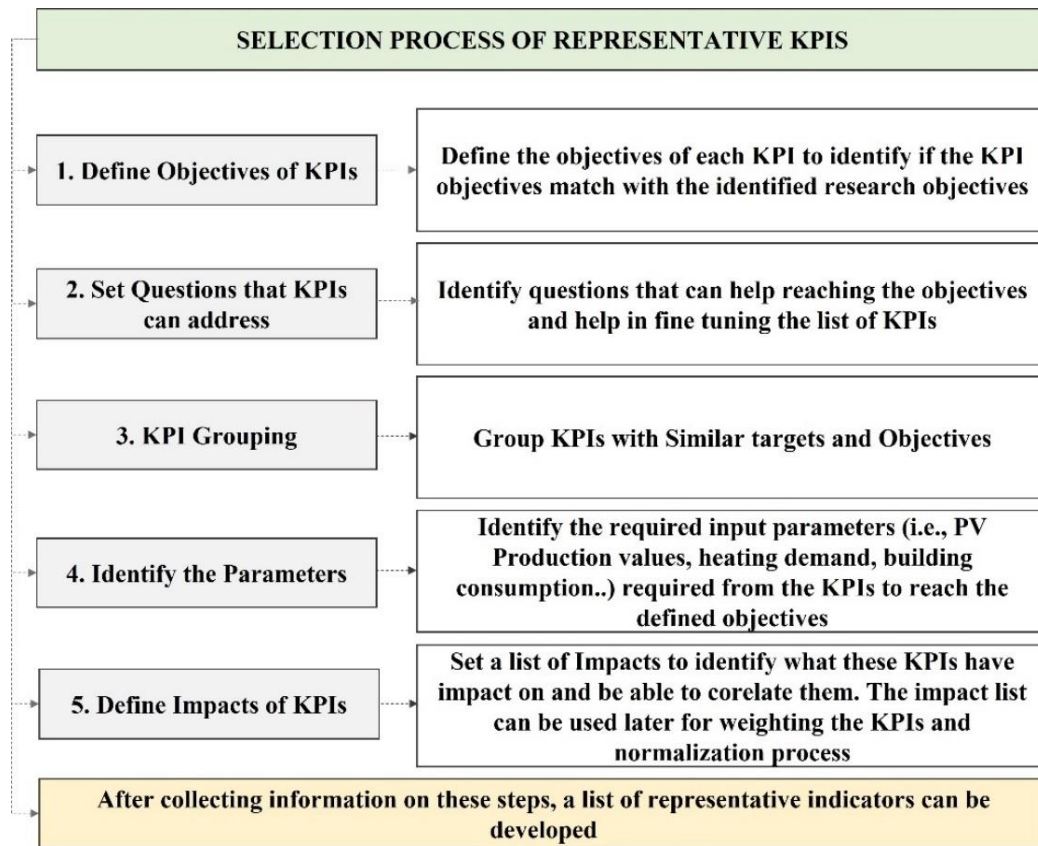 SELECTION PROCESS OF REPRESENTATIVE KPIS
1. Define Objectives of KPIs
Define the objectives of each KPI to identify if the KPI
objectives match with the identified research objectives
2. Set Questions that KPIs
can address
Identify questions that can help reaching the objectives
and help in fine tuning the list of KPIs
3. KPI Grouping
Group KPIs with Similar targets and Objectives
4. Identify the Parameters
Identify the required input parameters (i.e., PV
Production values, heating demand, building
consumption..) required from the KPIs to reach the
defined objectives
5. Define Impacts of KPIs
Set a list of Impacts to identify what these KPIs have
impact on and be able to corelate them. The impact list
can be used later for weighting the KPIs and
normalization process
After collecting information on these steps, a list of representative indicators can be
developed